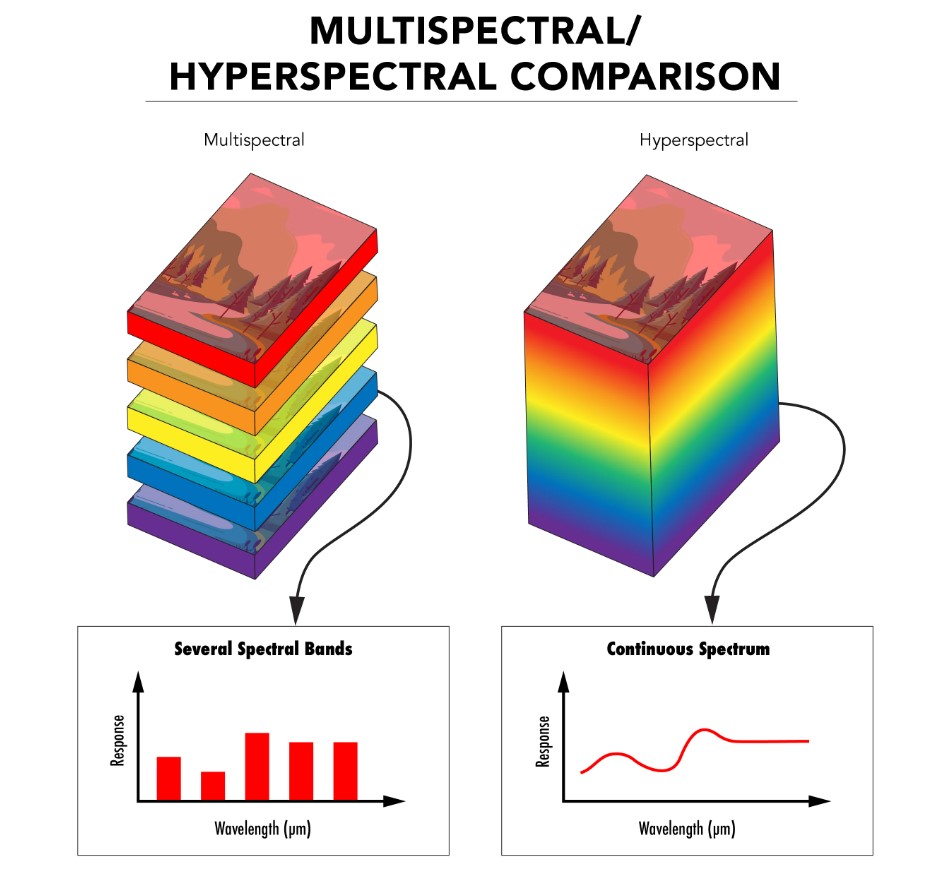 MULTISPECTRAL/
HYPERSPECTRAL COMPARISON
Multispectral
Hyperspectral
Several Spectral Bands
Response
Wavelength (µm)
Continuous Spectrum
Response
Wavelength (µm)